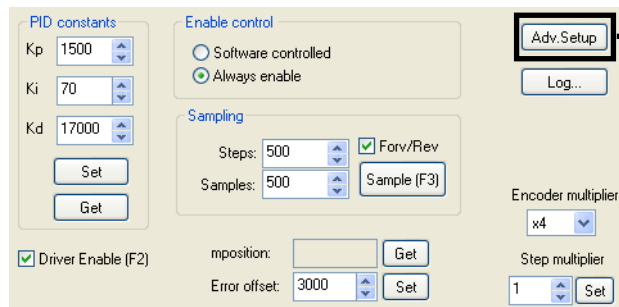 PID constants
Kp 1500
Ki 70
Kd 17000
Set
Get
Driver Enable (F2)
Enable control
Software controlled
Always enable
Sampling
Steps: 500
Forv/Rev
Samples: 500
Sample (F3)
mposition:
Get
Error offset: 3000
Set
Adv.Setup
Log...
Encoder multiplier
x4
Step multiplier
1
Set